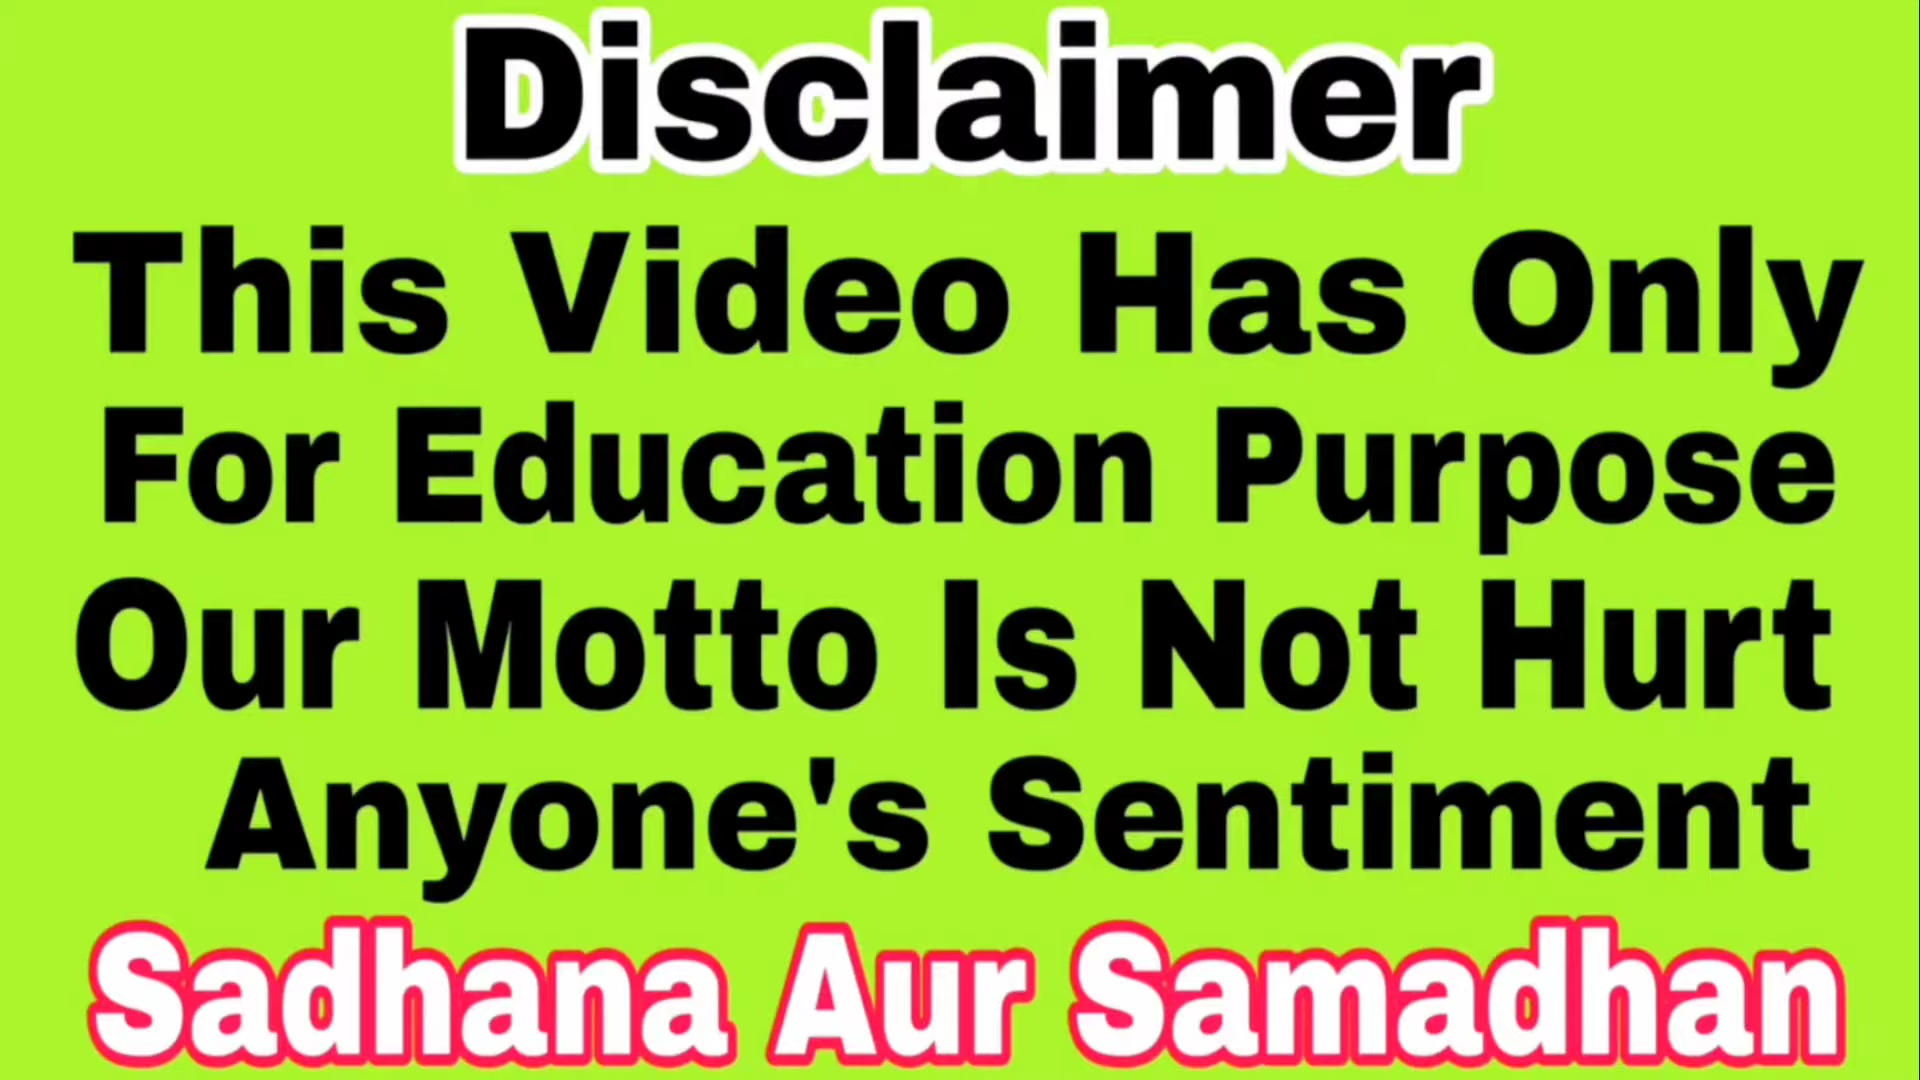 Disclaimer
This Video Has Only
For Education Purpose
Our Motto Is Not Hurt
Anyone's Sentiment
Sadhana Aur Samadhan